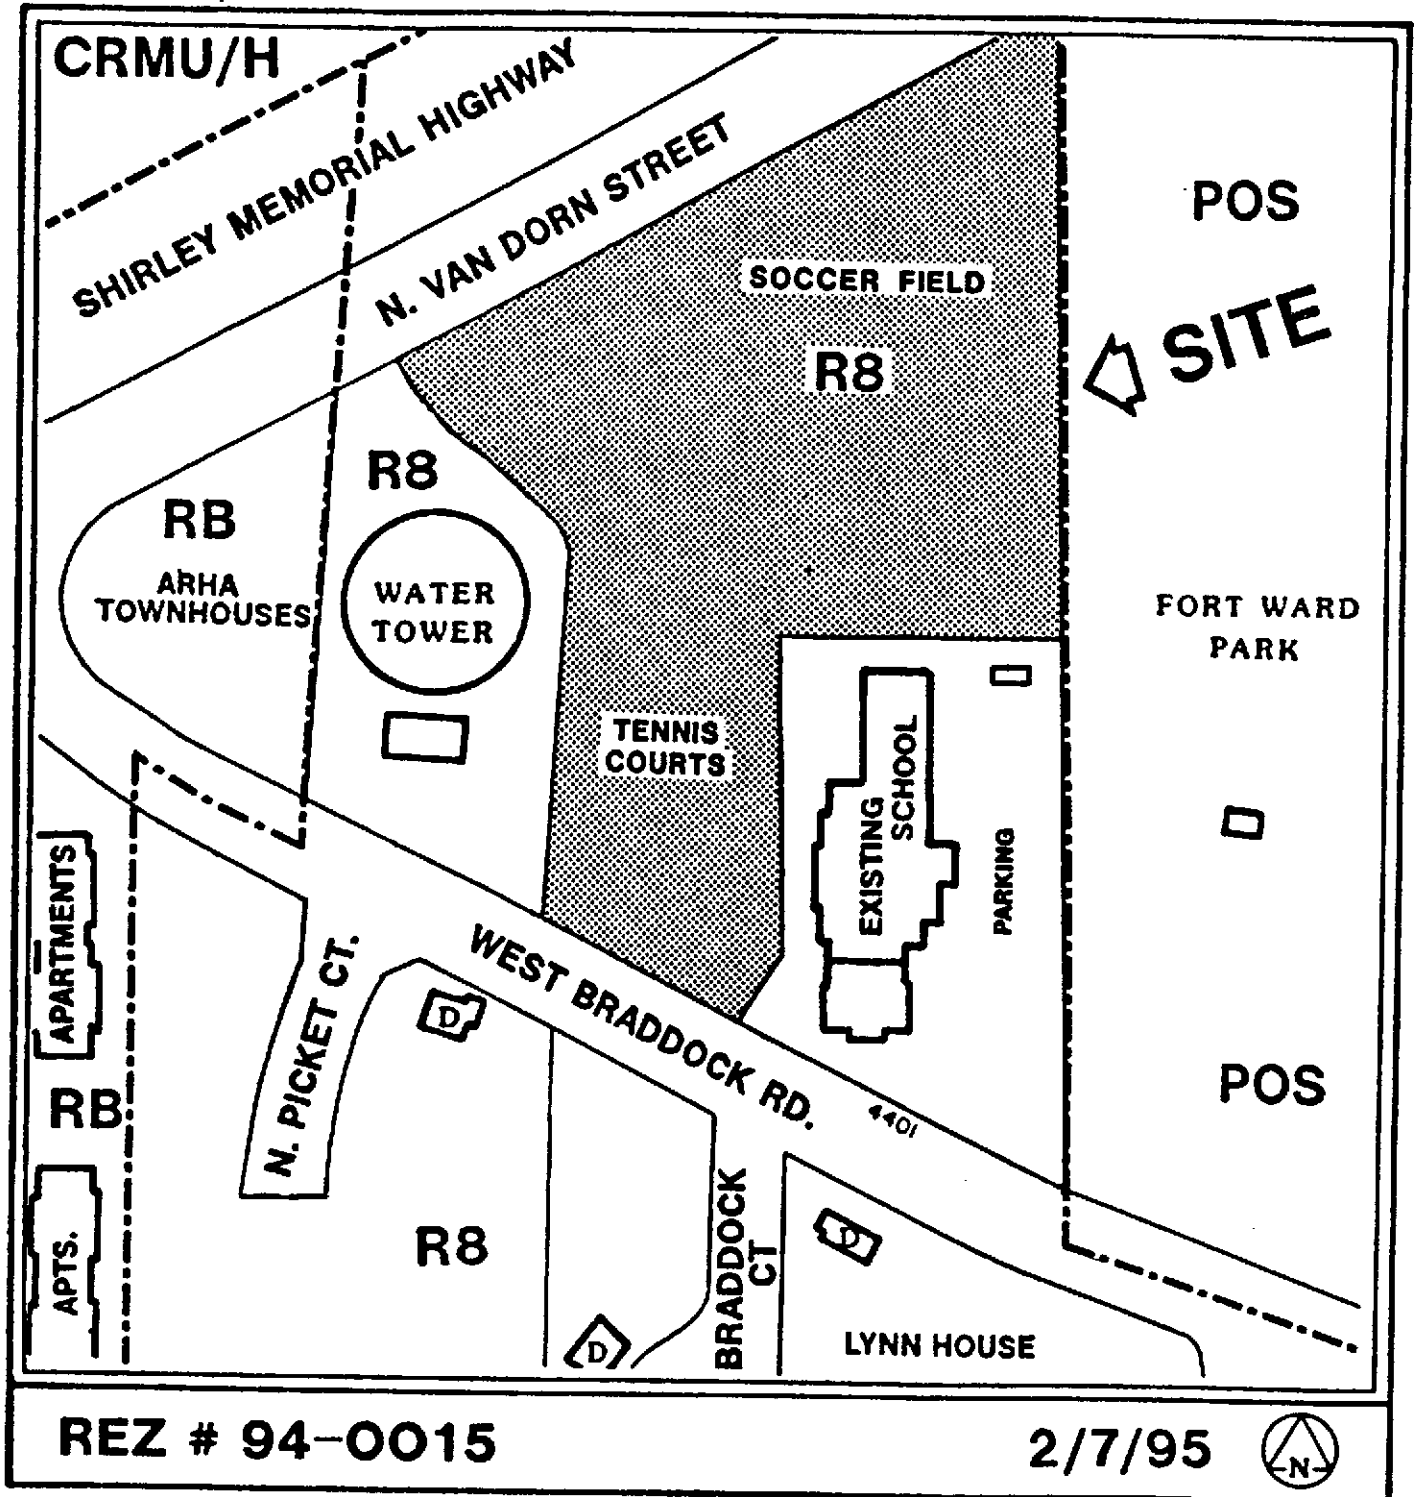 CRMU/H
SHIRLEY MEMORIAL HIGHWAY
N. VAN DORN STREET
POS
SOCCER FIELD
SITE
R8
R8
RB
ARHA
TOWNHOUSES
WATER
TOWER
FORT WARD
PARK
TENNIS
COURTS
EXISTING
SCHOOL
PARKING
APARTMENTS
N. PICKET CT.
WEST BRADDOCK RD.
D
4401
POS
RB
R8
BRADDOCK
CT
D
APTS.
LYNN HOUSE
D
REZ # 94-0015
2/7/95
N